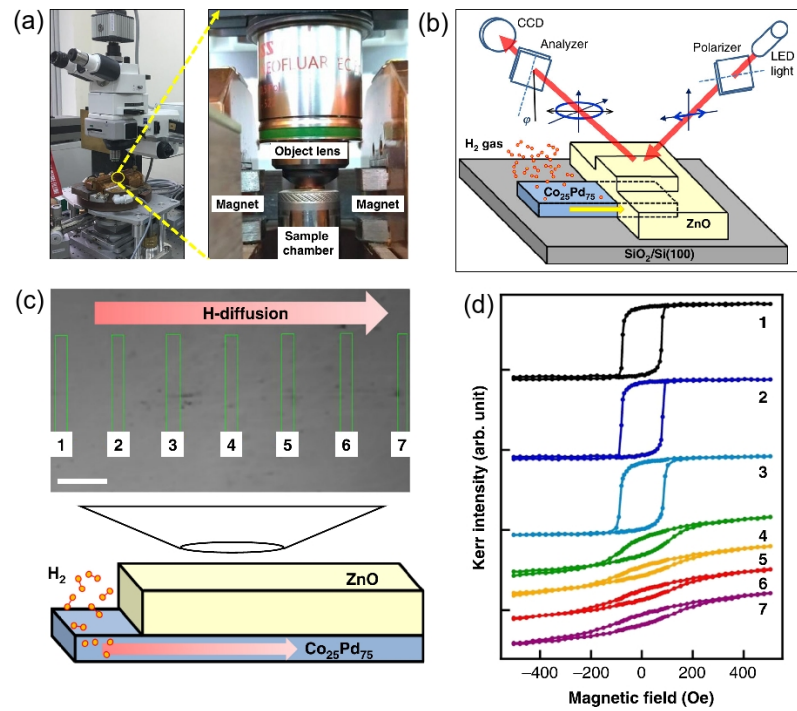 (a)
EOFLUAR
Object lens
Magnet
Magnet
Sample
chamber
(b)
CCD
Analyzer
Polarizer
LED
light
φ
H₂ gas
Co₂₅Pd₇₅
ZnO
SiO₂/Si(100)
(c)
H-diffusion
1 2 3 4 5 6 7
H₂
ZnO
Co₂₅Pd₇₅
(d)
Kerr intensity (arb. unit)
1
2
3
4
5
6
7
−400 −200 0 200 400
Magnetic field (Oe)